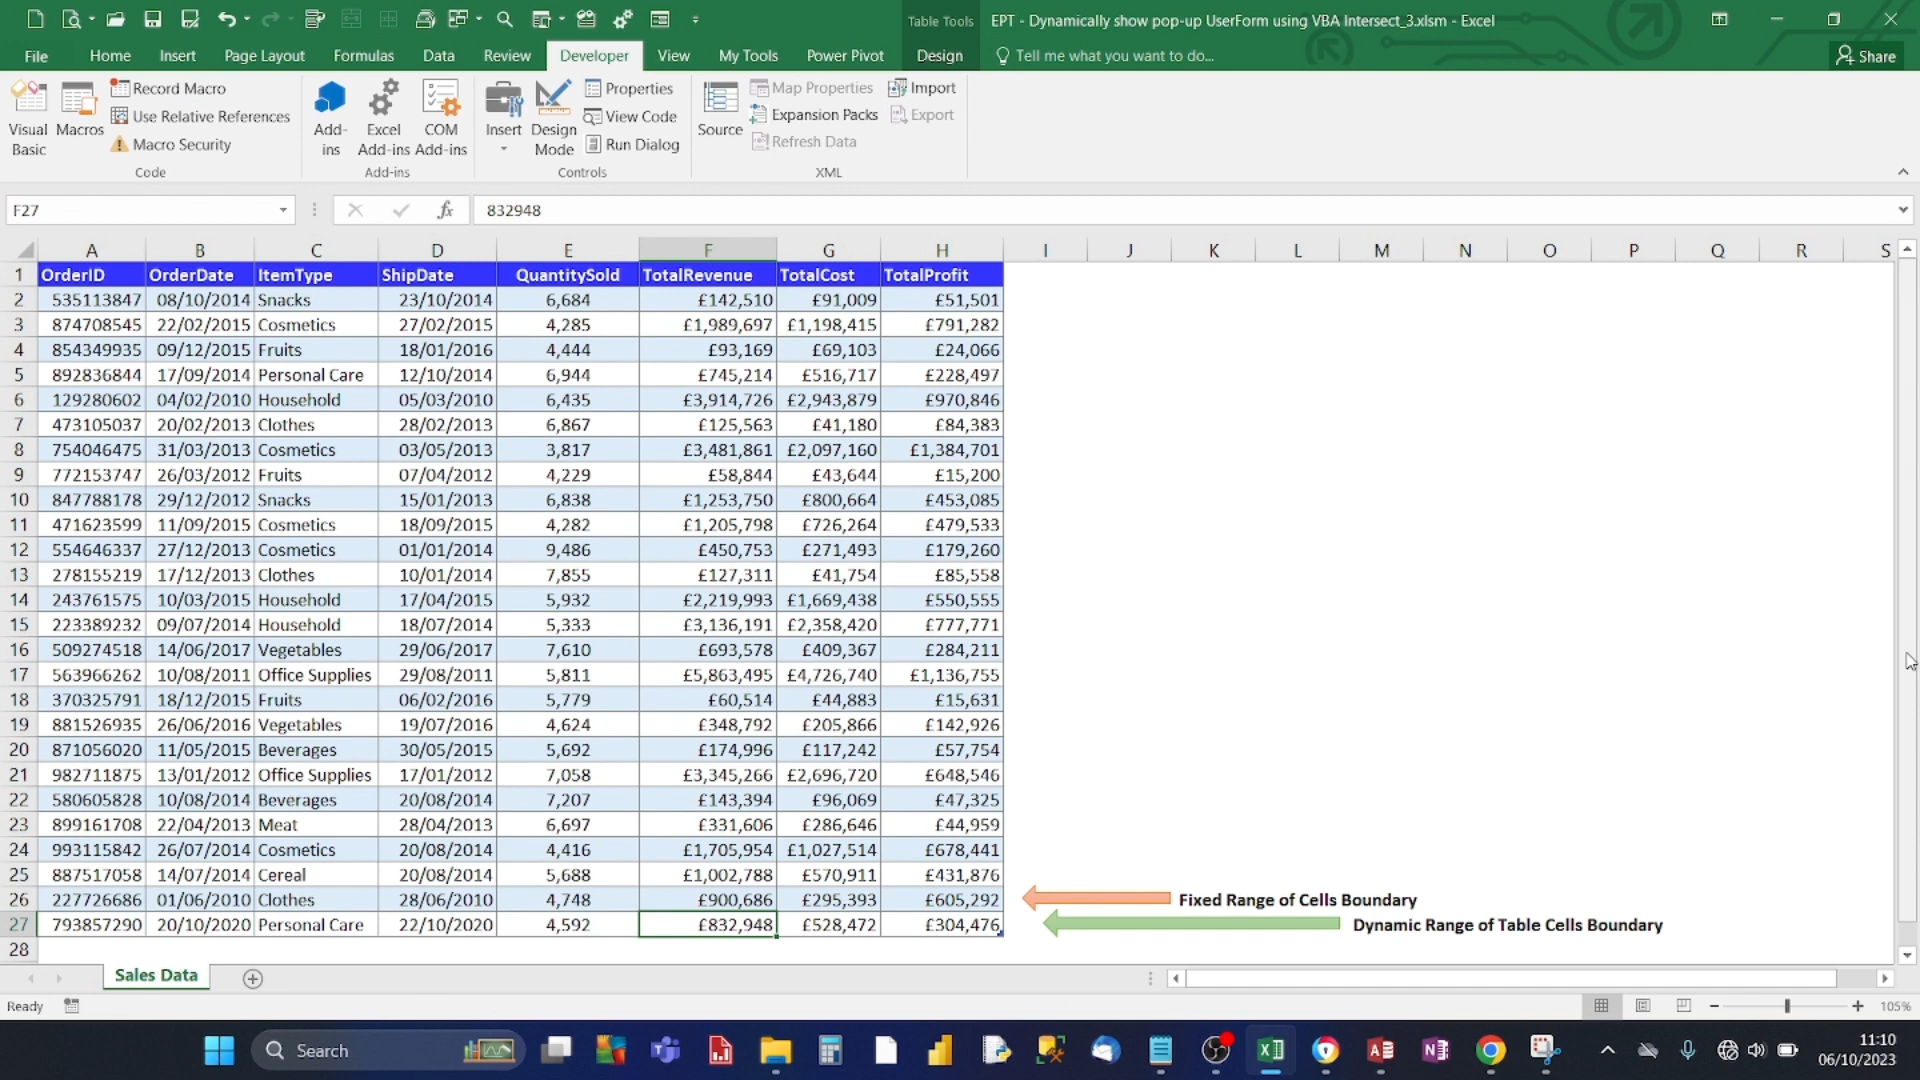 Table Tools EPT - Dynamically show pop-up UserForm using VBA Intersect_3.xlsm - Excel
File Home Insert Page Layout Formulas Data Review Developer View My Tools Power Pivot Design Tell me what you want to do... Share
Visual Basic
Macros
Record Macro
Use Relative References
Macro Security
Code
Add-ins
Excel Add-ins
COM Add-ins
Add-ins
Insert
Design Mode
Properties
View Code
Run Dialog
Controls
Source
Map Properties
Expansion Packs
Refresh Data
Import
Export
XML
F27 fx 832948
A B C D E F G H I J K L M N O P Q R S
1 OrderID OrderDate ItemType ShipDate QuantitySold TotalRevenue TotalCost TotalProfit
2 535113847 08/10/2014 Snacks 23/10/2014 6,684 £142,510 £91,009 £51,501
3 874708545 22/02/2015 Cosmetics 27/02/2015 4,285 £1,989,697 £1,198,415 £791,282
4 854349935 09/12/2015 Fruits 18/01/2016 4,444 £93,169 £69,103 £24,066
5 892836844 17/09/2014 Personal Care 12/10/2014 6,944 £745,214 £516,717 £228,497
6 129280602 04/02/2010 Household 05/03/2010 6,435 £3,914,726 £2,943,879 £970,846
7 473105037 20/02/2013 Clothes 28/02/2013 6,867 £125,563 £41,180 £84,383
8 754046475 31/03/2013 Cosmetics 03/05/2013 3,817 £3,481,861 £2,097,160 £1,384,701
9 772153747 26/03/2012 Fruits 07/04/2012 4,229 £58,844 £43,644 £15,200
10 847788178 29/12/2012 Snacks 15/01/2013 6,838 £1,253,750 £800,664 £453,085
11 471623599 11/09/2015 Cosmetics 18/09/2015 4,282 £1,205,798 £726,264 £479,533
12 554646337 27/12/2013 Cosmetics 01/01/2014 9,486 £450,753 £271,493 £179,260
13 278155219 17/12/2013 Clothes 10/01/2014 7,855 £127,311 £41,754 £85,558
14 243761575 10/03/2015 Household 17/04/2015 5,932 £2,219,993 £1,669,438 £550,555
15 223389232 09/07/2014 Household 18/07/2014 5,333 £3,136,191 £2,358,420 £777,771
16 509274518 14/06/2017 Vegetables 29/06/2017 7,610 £693,578 £409,367 £284,211
17 563966262 10/08/2011 Office Supplies 29/08/2011 5,811 £5,863,495 £4,726,740 £1,136,755
18 370325791 18/12/2015 Fruits 06/02/2016 5,779 £60,514 £44,883 £15,631
19 881526935 26/06/2016 Vegetables 19/07/2016 4,624 £348,792 £205,866 £142,926
20 871056020 11/05/2015 Beverages 30/05/2015 5,692 £174,996 £117,242 £57,754
21 982711875 13/01/2012 Office Supplies 17/01/2012 7,058 £3,345,266 £2,696,720 £648,546
22 580605828 10/08/2014 Beverages 20/08/2014 7,207 £143,394 £96,069 £47,325
23 899161708 22/04/2013 Meat 28/04/2013 6,697 £331,606 £286,646 £44,959
24 993115842 26/07/2014 Cosmetics 20/08/2014 4,416 £1,705,954 £1,027,514 £678,441
25 887517058 14/07/2014 Cereal 20/08/2014 5,688 £1,002,788 £570,911 £431,876
26 227726686 01/06/2010 Clothes 28/06/2010 4,748 £900,686 £295,393 £605,292 Fixed Range of Cells Boundary
27 793857290 20/10/2020 Personal Care 22/10/2020 4,592 £832,948 £528,472 £304,476 Dynamic Range of Table Cells Boundary
28
Sales Data
Ready 105%
Search 11:10
06/10/2023